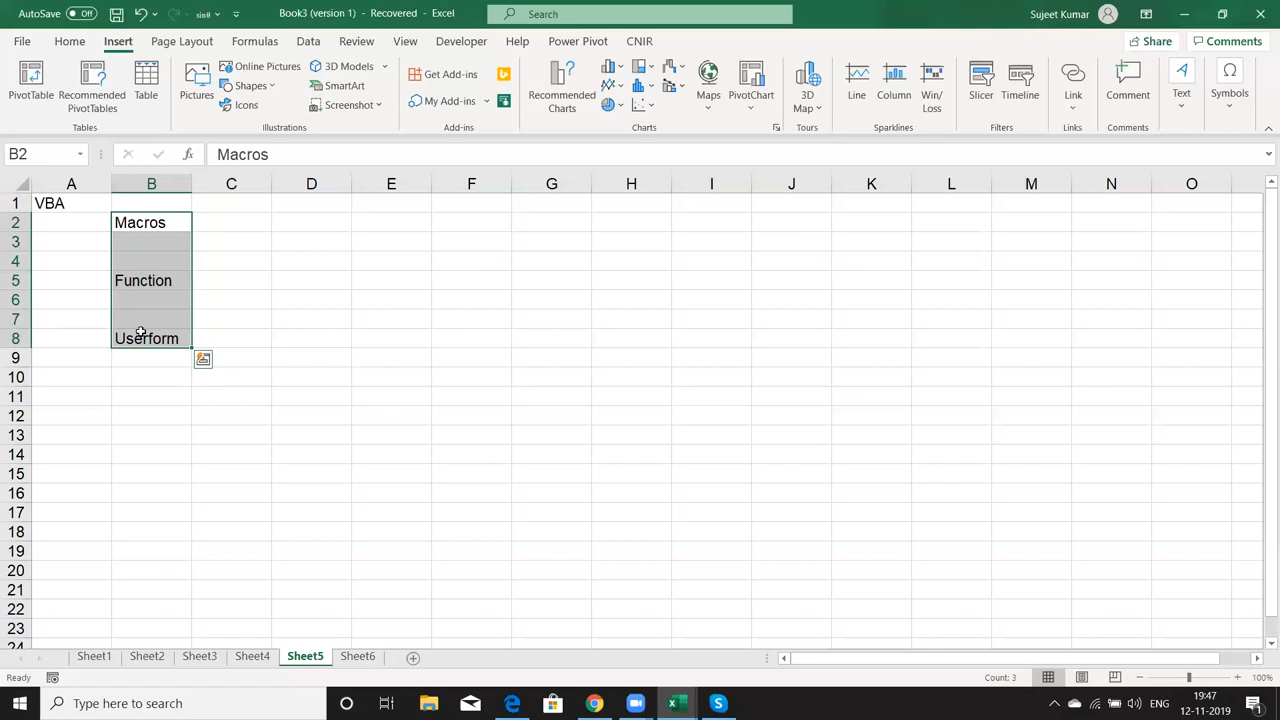 AutoSave Off sin÷ Book3 (version 1) - Recovered - Excel Search Sujeet Kumar
File Home Insert Page Layout Formulas Data Review View Developer Help Power Pivot CNIR Share Comments
PivotTable Recommended PivotTables Table Pictures Online Pictures Shapes Icons 3D Models SmartArt Screenshot Get Add-ins My Add-ins Recommended Charts Maps PivotChart 3D Map Line Column Win/Loss Slicer Timeline Link Comment Text Symbols
Tables Illustrations Add-ins Charts Tours Sparklines Filters Links Comments
B2 fx Macros
A B C D E F G H I J K L M N O
1 VBA
2 Macros
3
4
5 Function
6
7
8 Userform
9
10
11
12
13
14
15
16
17
18
19
20
21
22
23
24
Sheet1 Sheet2 Sheet3 Sheet4 Sheet5 Sheet6
Ready Count: 3 100%
Type here to search ENG 19:47
12-11-2019